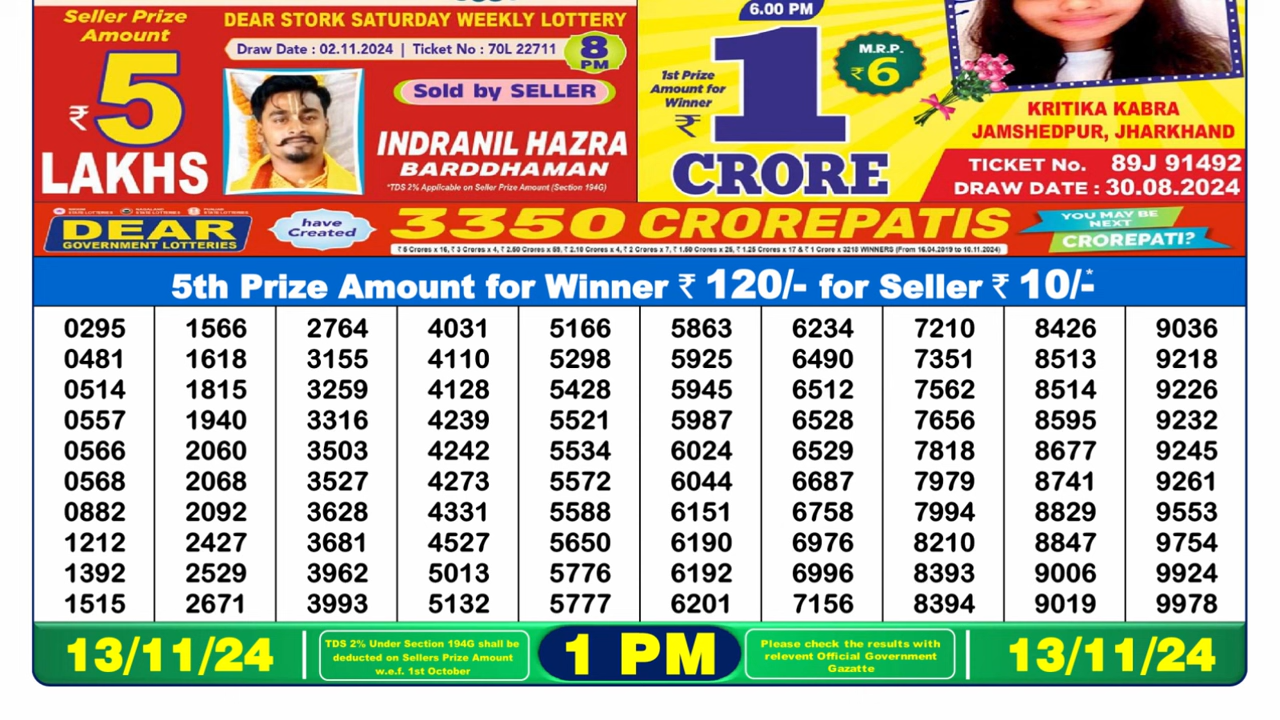 Seller Prize
Amount
₹5
LAKHS
DEAR STORK SATURDAY WEEKLY LOTTERY
Draw Date : 02.11.2024 | Ticket No : 70L 22711
8
PM
Sold by SELLER
INDRANIL HAZRA
BARDDHAMAN
*TDS 2% Applicable on Seller Prize Amount (Section 194G)
6.00 PM
1st Prize
Amount for
Winner
₹
1
CRORE
M.R.P.
₹6
KRITIKA KABRA
JAMSHEDPUR, JHARKHAND
TICKET No. 89J 91492
DRAW DATE : 30.08.2024
DEAR
GOVERNMENT LOTTERIES
have
Created
3350 CROREPATIS
YOU MAY BE
NEXT
CROREPATI?
5th Prize Amount for Winner ₹ 120/- for Seller ₹ 10/-*
0295 1566 2764 4031 5166 5863 6234 7210 8426 9036
0481 1618 3155 4110 5298 5925 6490 7351 8513 9218
0514 1815 3259 4128 5428 5945 6512 7562 8514 9226
0557 1940 3316 4239 5521 5987 6528 7656 8595 9232
0566 2060 3503 4242 5534 6024 6529 7818 8677 9245
0568 2068 3527 4273 5572 6044 6687 7979 8741 9261
0882 2092 3628 4331 5588 6151 6758 7994 8829 9553
1212 2427 3681 4527 5650 6190 6976 8210 8847 9754
1392 2529 3962 5013 5776 6192 6996 8393 9006 9924
1515 2671 3993 5132 5777 6201 7156 8394 9019 9978
13/11/24
TDS 2% Under Section 194G shall be
deducted on Sellers Prize Amount
w.e.f. 1st October
1 PM
Please check the results with
relevent Official Government
Gazatte
13/11/24